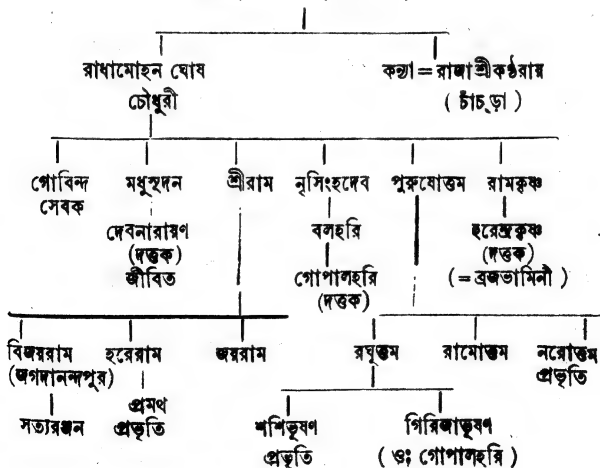 রাধামোহন ঘোষ
চৌধুরী
কন্যা = রাজা শ্রীকণ্ঠরায়
( চাঁচ্‌ড়া )
গোবিন্দ মধুসূদন শ্রীরাম নৃসিংহদেব পুরুষোত্তম রামকৃষ্ণ
সেবক
দেবনারায়ণ বলহরি হরেন্দ্রকৃষ্ণ
(দত্তক) (দত্তক)
জীবিত গোপালহরি (= ব্রজভামিনী )
(দত্তক)
বিজয়রাম হরেরাম জয়রাম রঘূত্তম রামোত্তম নরোত্তম
(জগদানন্দপুর) প্রভৃতি
সত্যরঞ্জন প্রমথ
প্রভৃতি শশিভূষণ গিরিজাভূষণ
প্রভৃতি ( ওঃ গোপালহরি )